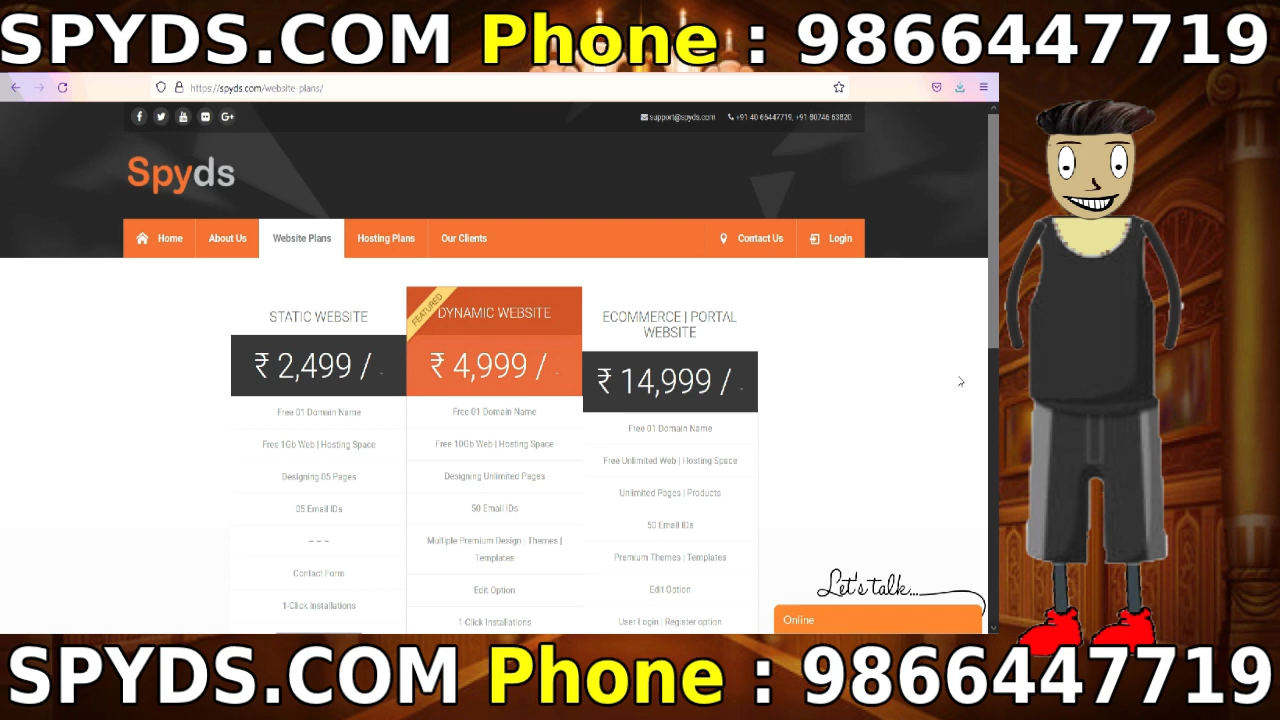 SPYDS.COM Phone : 9866447719
https://spyds.com/website-plans/
support@spyds.com +91-40 66447719, +91-80746 63820
Spyds
Home About Us Website Plans Hosting Plans Our Clients Contact Us Login
STATIC WEBSITE
₹ 2,499 / -
Free 01 Domain Name
Free 1Gb Web | Hosting Space
Designing 05 Pages
05 Email IDs
– – –
Contact Form
1-Click Installations
FEATURED
DYNAMIC WEBSITE
₹ 4,999 / -
Free 01 Domain Name
Free 10Gb Web | Hosting Space
Designing Unlimited Pages
50 Email IDs
Multiple Premium Design | Themes |
Templates
Edit Option
1-Click Installations
ECOMMERCE | PORTAL
WEBSITE
₹ 14,999 / -
Free 01 Domain Name
Free Unlimited Web | Hosting Space
Unlimited Pages | Products
50 Email IDs
Premium Themes | Templates
Edit Option
User Login | Register option
Let's talk...
Online
SPYDS.COM Phone : 9866447719